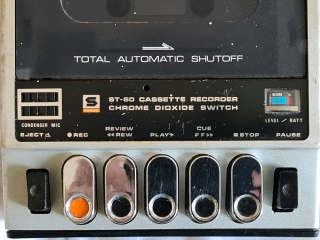 TOTAL AUTOMATIC SHUTOFF
S
ST-60 CASSETTE RECORDER
CHROME DIOXIDE SWITCH
CONDENSER MIC
LEVEL/BATT
EJECT REC REVIEW REW PLAY CUE F F STOP PAUSE